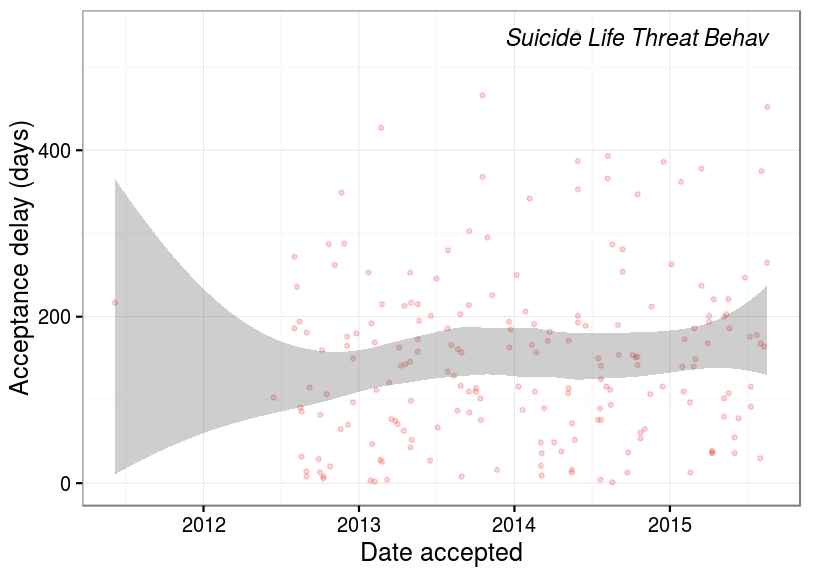 Suicide Life Threat Behav
Acceptance delay (days)
400
200
0
2012 2013 2014 2015
Date accepted